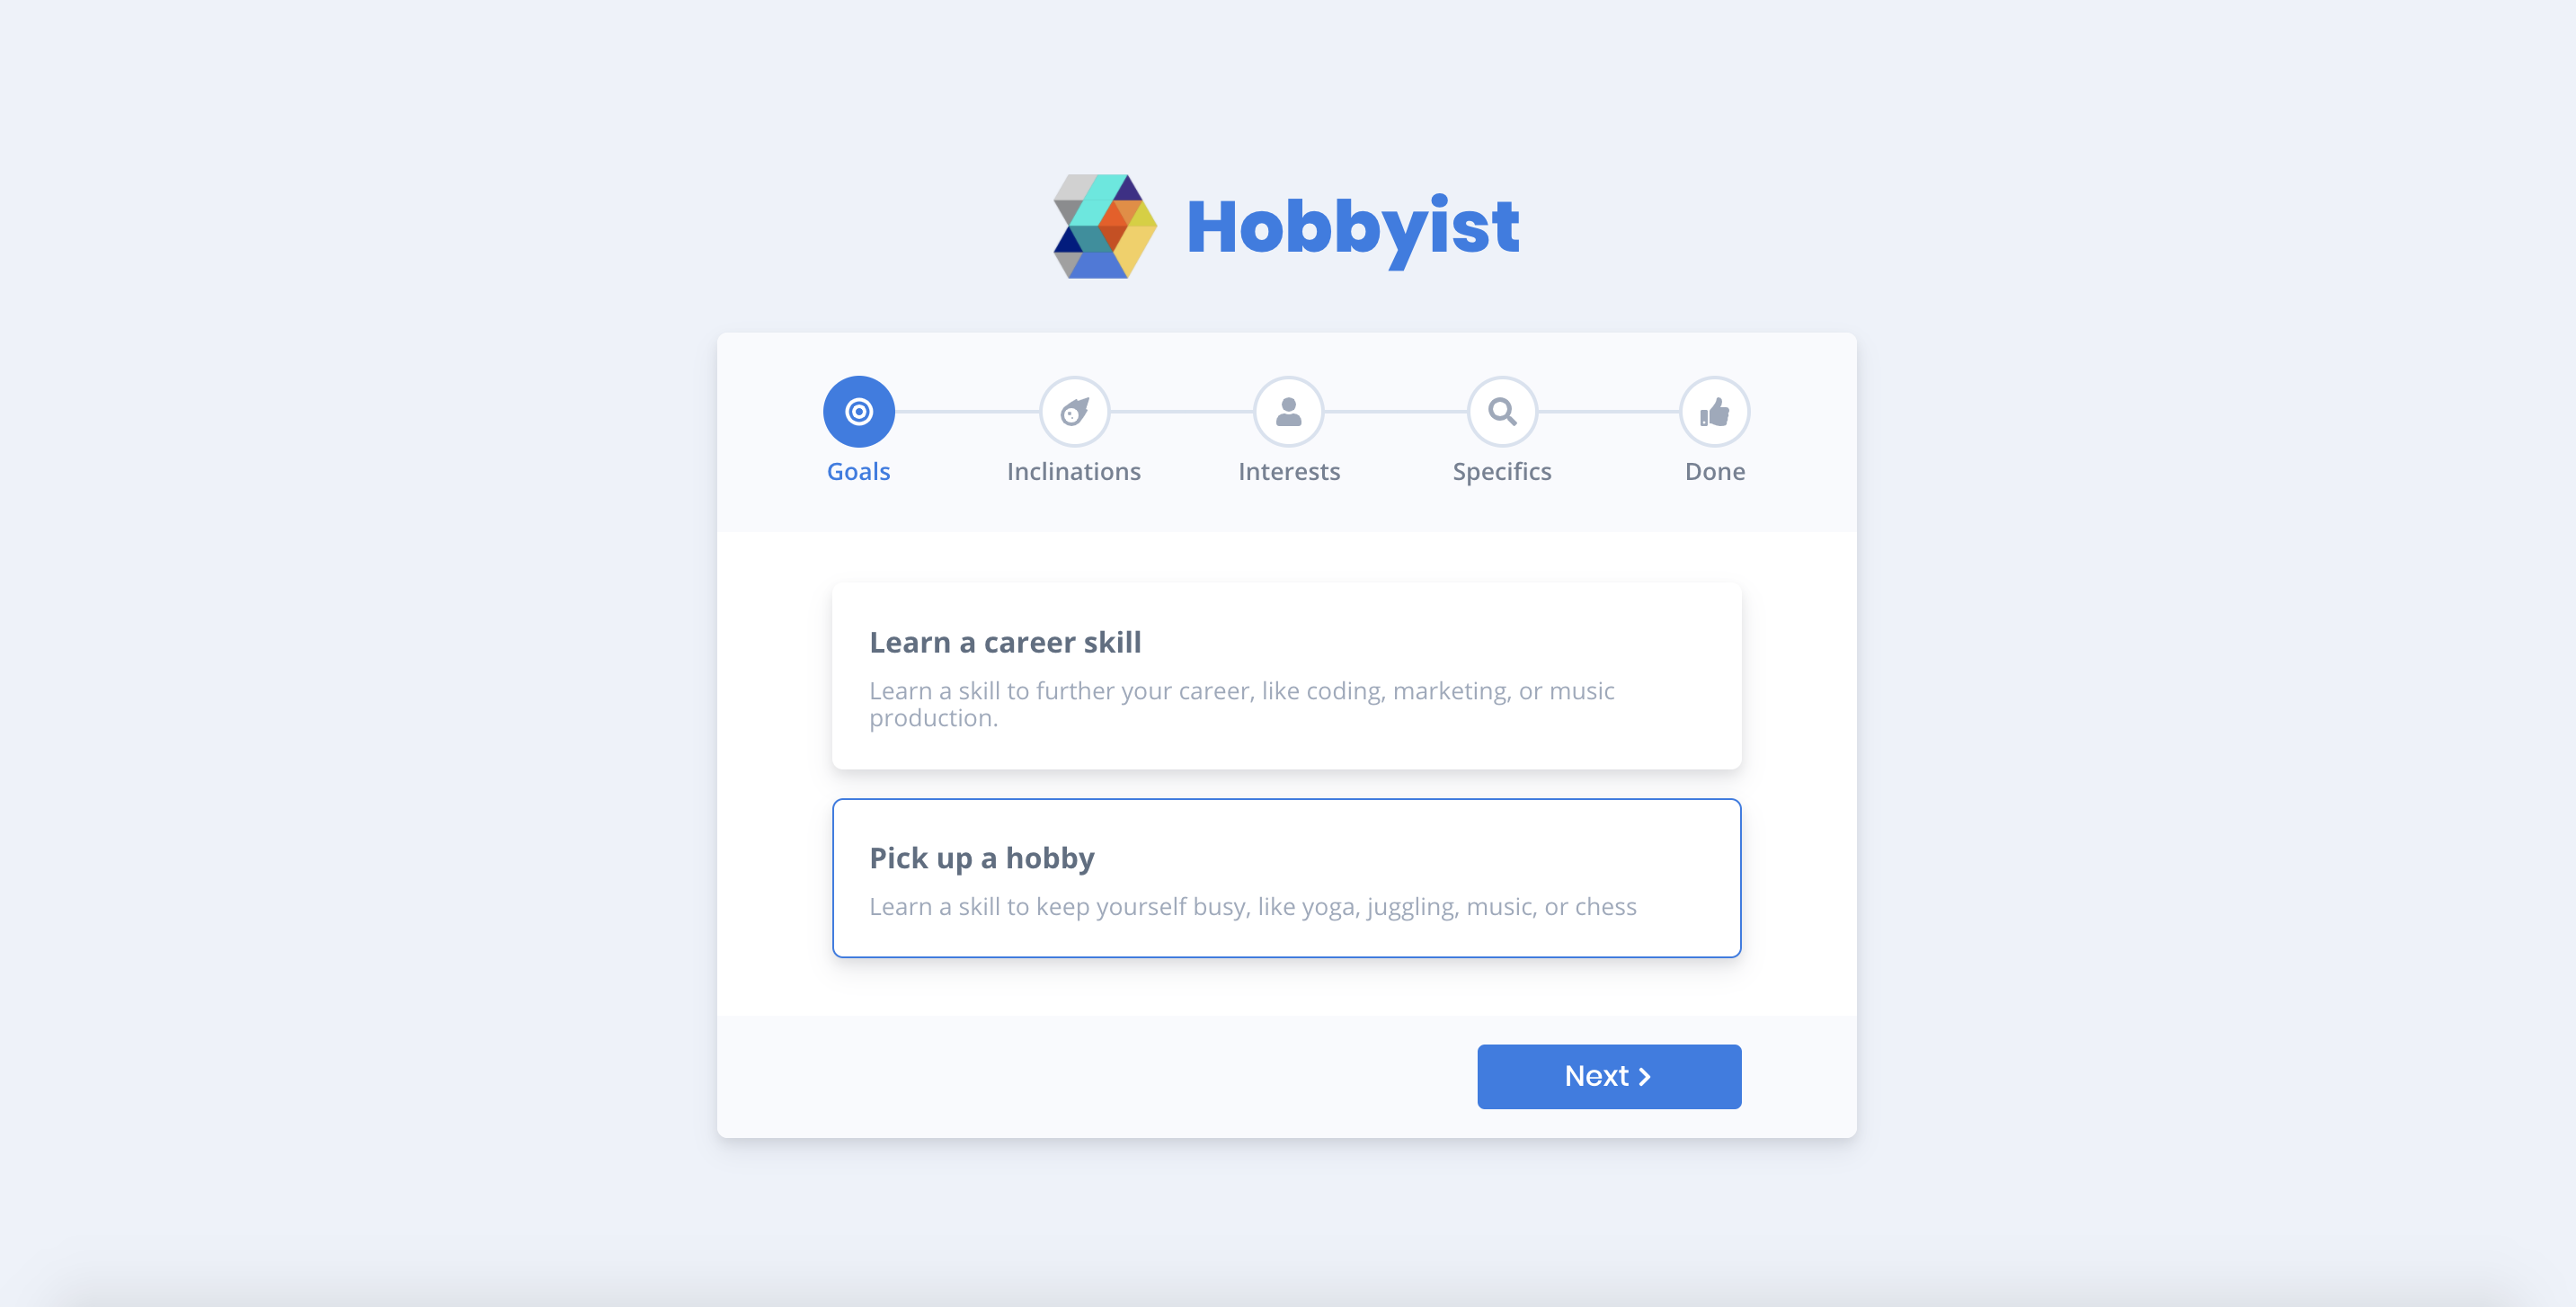 Hobbyist
Goals
Inclinations
Interests
Specifics
Done
Learn a career skill
Learn a skill to further your career, like coding, marketing, or music
production.
Pick up a hobby
Learn a skill to keep yourself busy, like yoga, juggling, music, or chess
Next